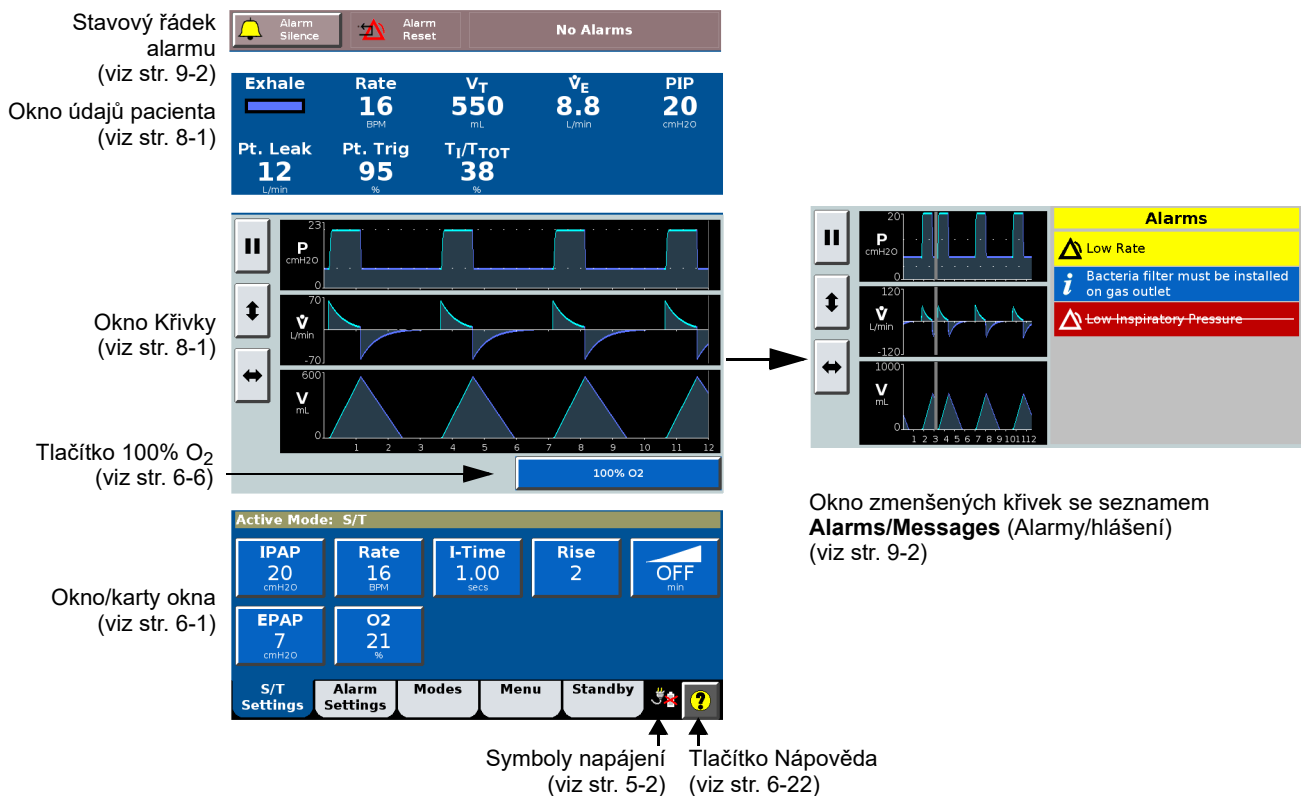 Stavový řádek
alarmu
(viz str. 9-2)
Alarm
Silence
Alarm
Reset
No Alarms
Okno údajů pacienta
(viz str. 8-1)
Exhale
Rate
16
BPM
VT
550
mL
V̇E
8.8
L/min
PIP
20
cmH2O
Pt. Leak
12
L/min
Pt. Trig
95
%
TI/TTOT
38
%
Okno Křivky
(viz str. 8-1)
23
P
cmH2O
0
70
V̇
L/min
-70
600
V
mL
0
1 2 3 4 5 6 7 8 9 10 11 12
Tlačítko 100% O2
(viz str. 6-6)
100% O2
20
P
cmH2O
0
120
V̇
L/min
-120
1000
V
mL
0
1 2 3 4 5 6 7 8 9 10 11 12
Alarms
Low Rate
i Bacteria filter must be installed
on gas outlet
Low Inspiratory Pressure
Okno zmenšených křivek se seznamem
Alarms/Messages (Alarmy/hlášení)
(viz str. 9-2)
Okno/karty okna
(viz str. 6-1)
Active Mode: S/T
IPAP
20
cmH2O
Rate
16
BPM
I-Time
1.00
secs
Rise
2
OFF
min
EPAP
7
cmH2O
O2
21
%
S/T
Settings
Alarm
Settings
Modes
Menu
Standby
?
Symboly napájení
(viz str. 5-2)
Tlačítko Nápověda
(viz str. 6-22)